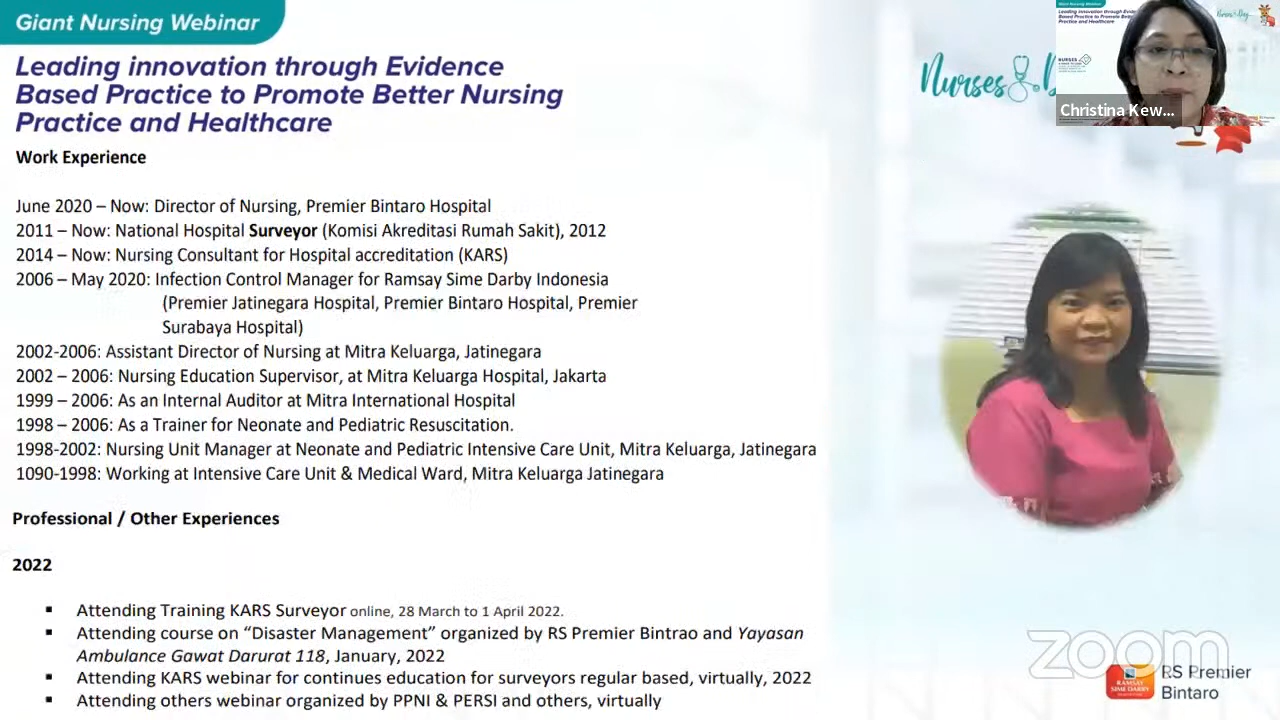 Giant Nursing Webinar
Leading innovation through Evidence
Based Practice to Promote Better Nursing
Practice and Healthcare
Nurses
Christina Kew...
Work Experience
June 2020 – Now: Director of Nursing, Premier Bintaro Hospital
2011 – Now: National Hospital Surveyor (Komisi Akreditasi Rumah Sakit), 2012
2014 – Now: Nursing Consultant for Hospital accreditation (KARS)
2006 – May 2020: Infection Control Manager for Ramsay Sime Darby Indonesia
(Premier Jatinegara Hospital, Premier Bintaro Hospital, Premier
Surabaya Hospital)
2002-2006: Assistant Director of Nursing at Mitra Keluarga, Jatinegara
2002 – 2006: Nursing Education Supervisor, at Mitra Keluarga Hospital, Jakarta
1999 – 2006: As an Internal Auditor at Mitra International Hospital
1998 – 2006: As a Trainer for Neonate and Pediatric Resuscitation.
1998-2002: Nursing Unit Manager at Neonate and Pediatric Intensive Care Unit, Mitra Keluarga, Jatinegara
1090-1998: Working at Intensive Care Unit & Medical Ward, Mitra Keluarga Jatinegara
Professional / Other Experiences
2022
▪ Attending Training KARS Surveyor online, 28 March to 1 April 2022.
▪ Attending course on “Disaster Management” organized by RS Premier Bintrao and Yayasan
Ambulance Gawat Darurat 118, January, 2022
▪ Attending KARS webinar for continues education for surveyors regular based, virtually, 2022
▪ Attending others webinar organized by PPNI & PERSI and others, virtually
zoom
RAMSAY
SIME DARBY
RS Premier
Bintaro